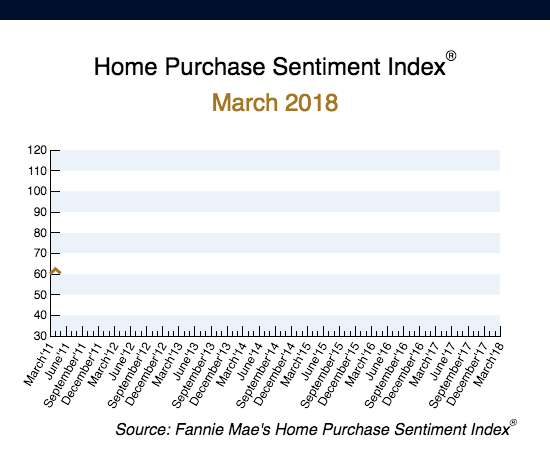 Home Purchase Sentiment Index®
March 2018
120
110
100
90
80
70
60
50
40
30
March'11
June'11
September'11
December'11
March'12
June'12
September'12
December'12
March'13
June'13
September'13
December'13
March'14
June'14
September'14
December'14
March'15
June'15
September'15
December'15
March'16
June'16
September'16
December'16
March'17
June'17
September'17
December'17
March'18
Source: Fannie Mae's Home Purchase Sentiment Index®